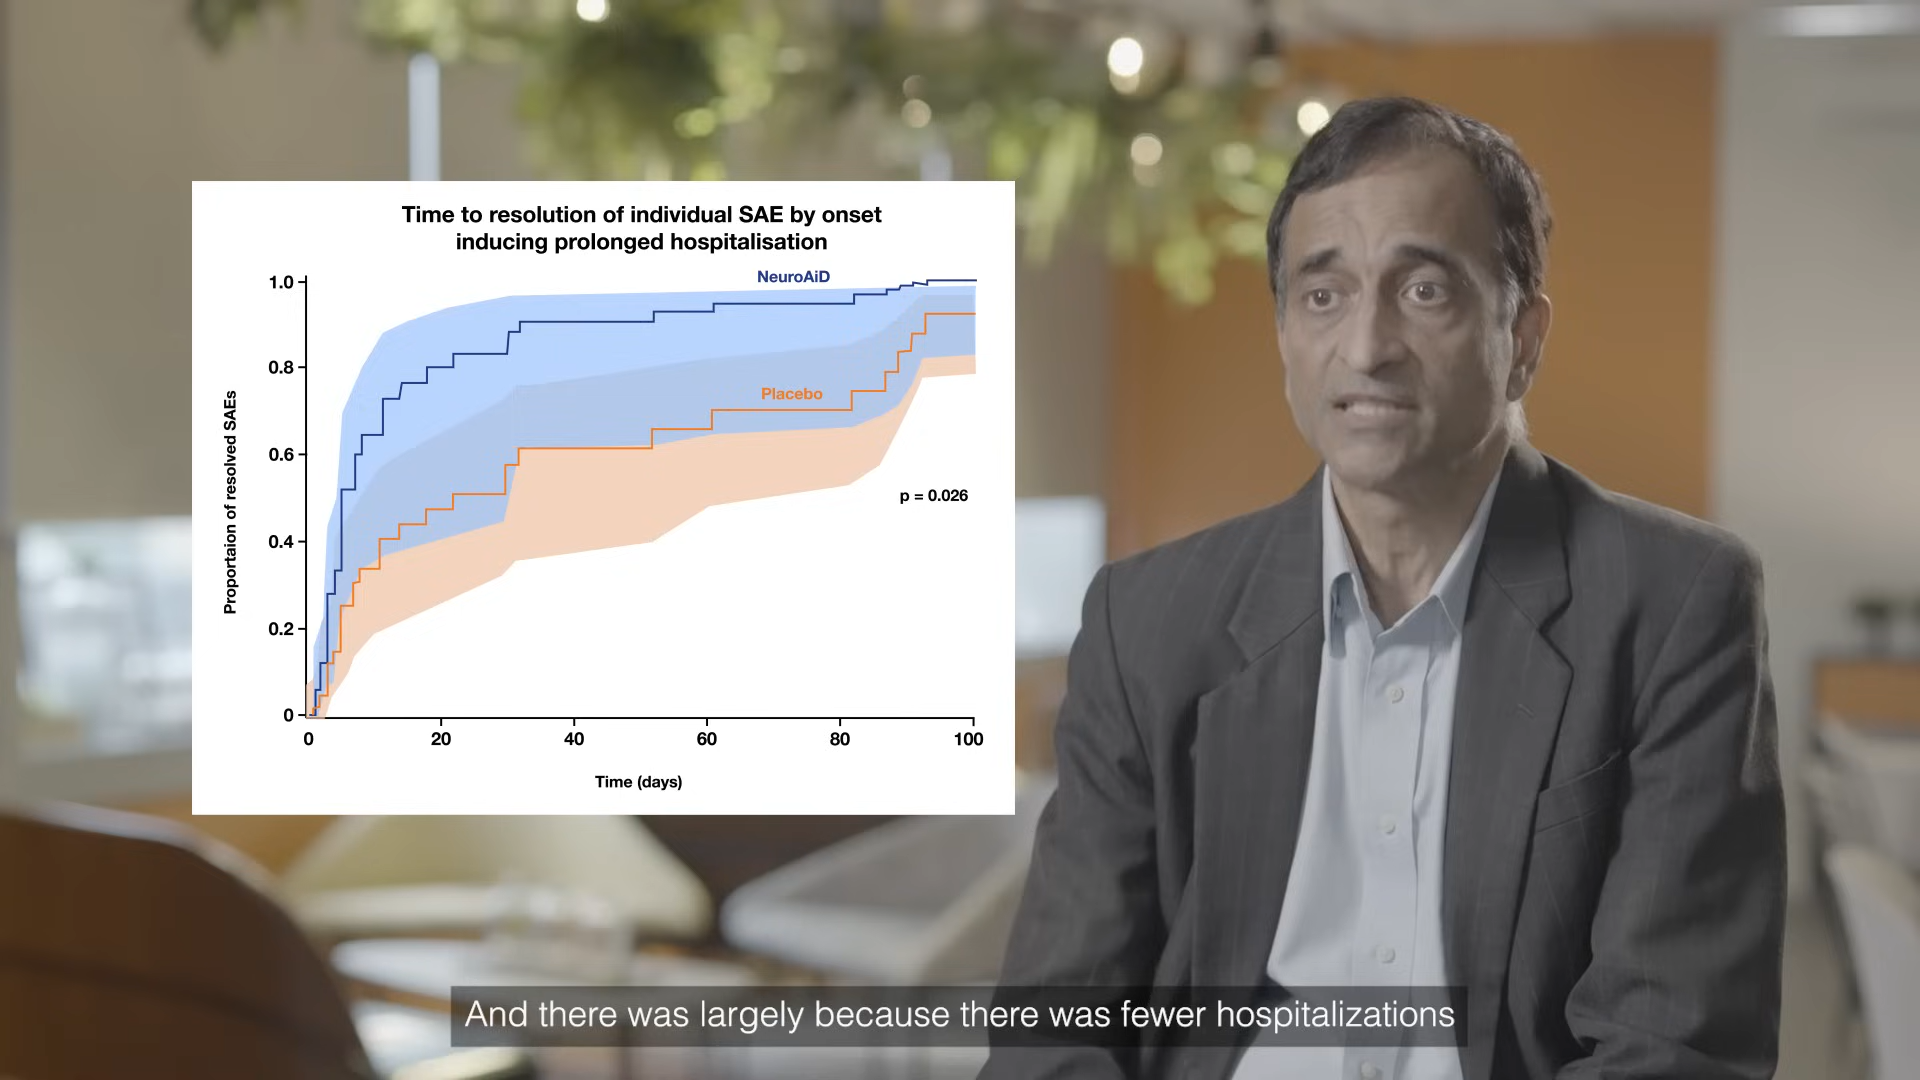 Time to resolution of individual SAE by onset
inducing prolonged hospitalisation
NeuroAiD
Placebo
p = 0.026
Proportaion of resolved SAEs
1.0
0.8
0.6
0.4
0.2
0
0 20 40 60 80 100
Time (days)
And there was largely because there was fewer hospitalizations